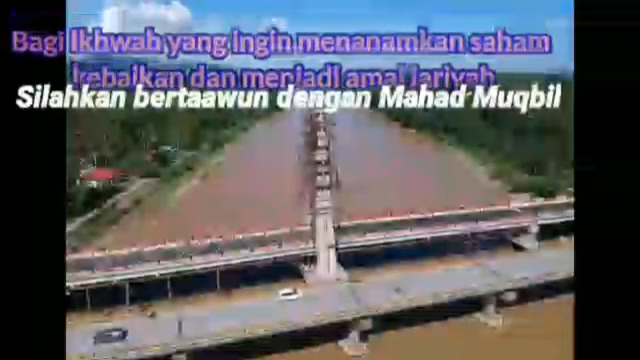 Bagi Ikhwah yang ingin menanamkan saham
kebaikan dan menjadi amal Jariyah
Silahkan bertaawun dengan Mahad Muqbil